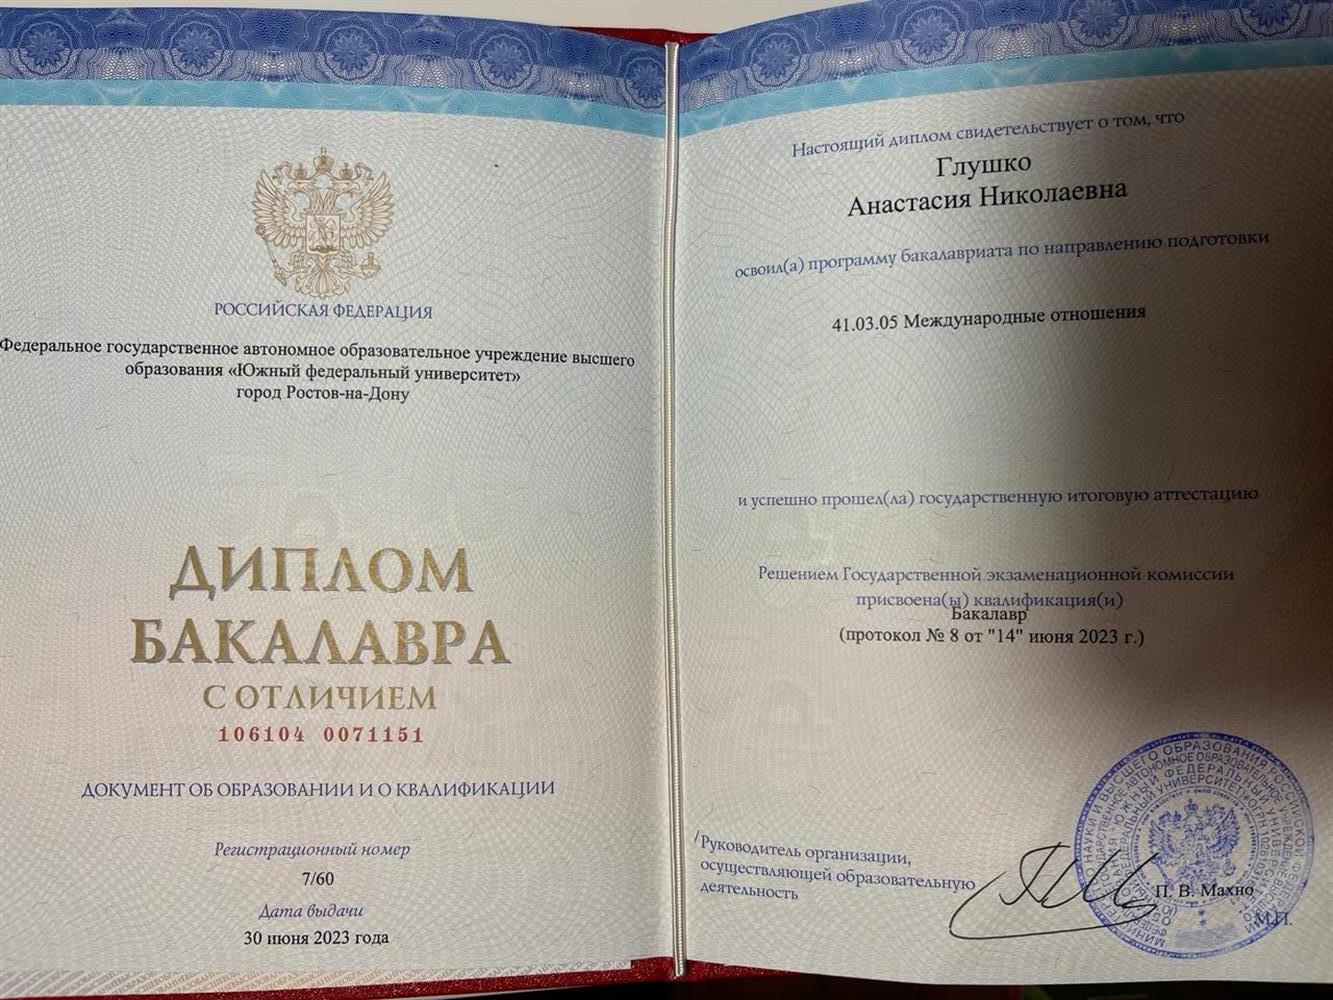 РОССИЙСКАЯ ФЕДЕРАЦИЯ
Федеральное государственное автономное образовательное учреждение высшего
образования «Южный федеральный университет»
город Ростов-на-Дону
ДИПЛОМ
БАКАЛАВРА
С ОТЛИЧИЕМ
106104 0071151
ДОКУМЕНТ ОБ ОБРАЗОВАНИИ И О КВАЛИФИКАЦИИ
Регистрационный номер
7/60
Дата выдачи
30 июня 2023 года
Настоящий диплом свидетельствует о том, что
Глушко
Анастасия Николаевна
освоил(а) программу бакалавриата по направлению подготовки
41.03.05 Международные отношения
и успешно прошел(ла) государственную итоговую аттестацию
Решением Государственной экзаменационной комиссии
присвоена(ы) квалификация(и)
Бакалавр
(протокол № 8 от "14" июня 2023 г.)
Руководитель организации,
осуществляющей образовательную
деятельность
П. В. Махно
М.П.